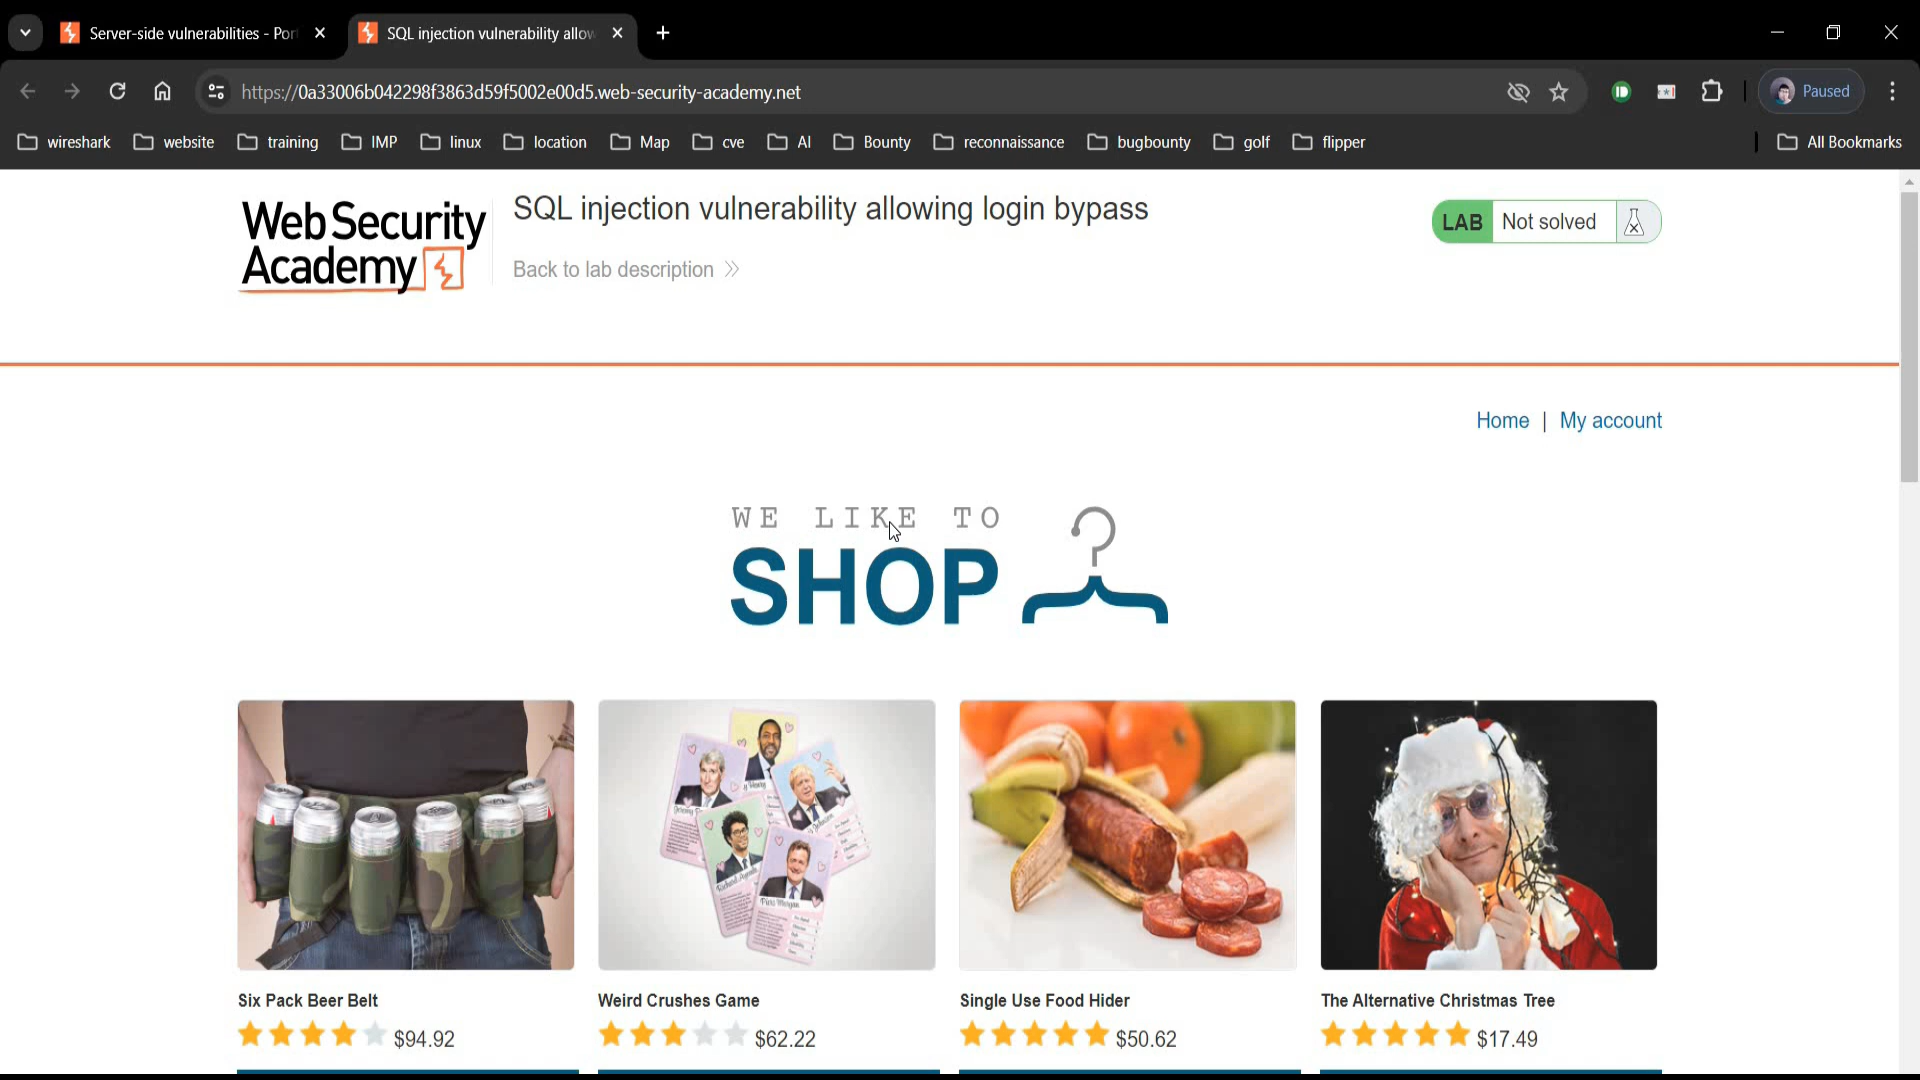 Server-side vulnerabilities - Por
SQL injection vulnerability allow
https://0a33006b042298f3863d59f5002e00d5.web-security-academy.net
Paused
wireshark
website
training
IMP
linux
location
Map
cve
AI
Bounty
reconnaissance
bugbounty
golf
flipper
All Bookmarks
Web Security
Academy
SQL injection vulnerability allowing login bypass
Back to lab description
LAB Not solved
Home | My account
WE LIKE TO
SHOP
Piers Morgan
Six Pack Beer Belt
Weird Crushes Game
Single Use Food Hider
The Alternative Christmas Tree
$94.92
$62.22
$50.62
$17.49